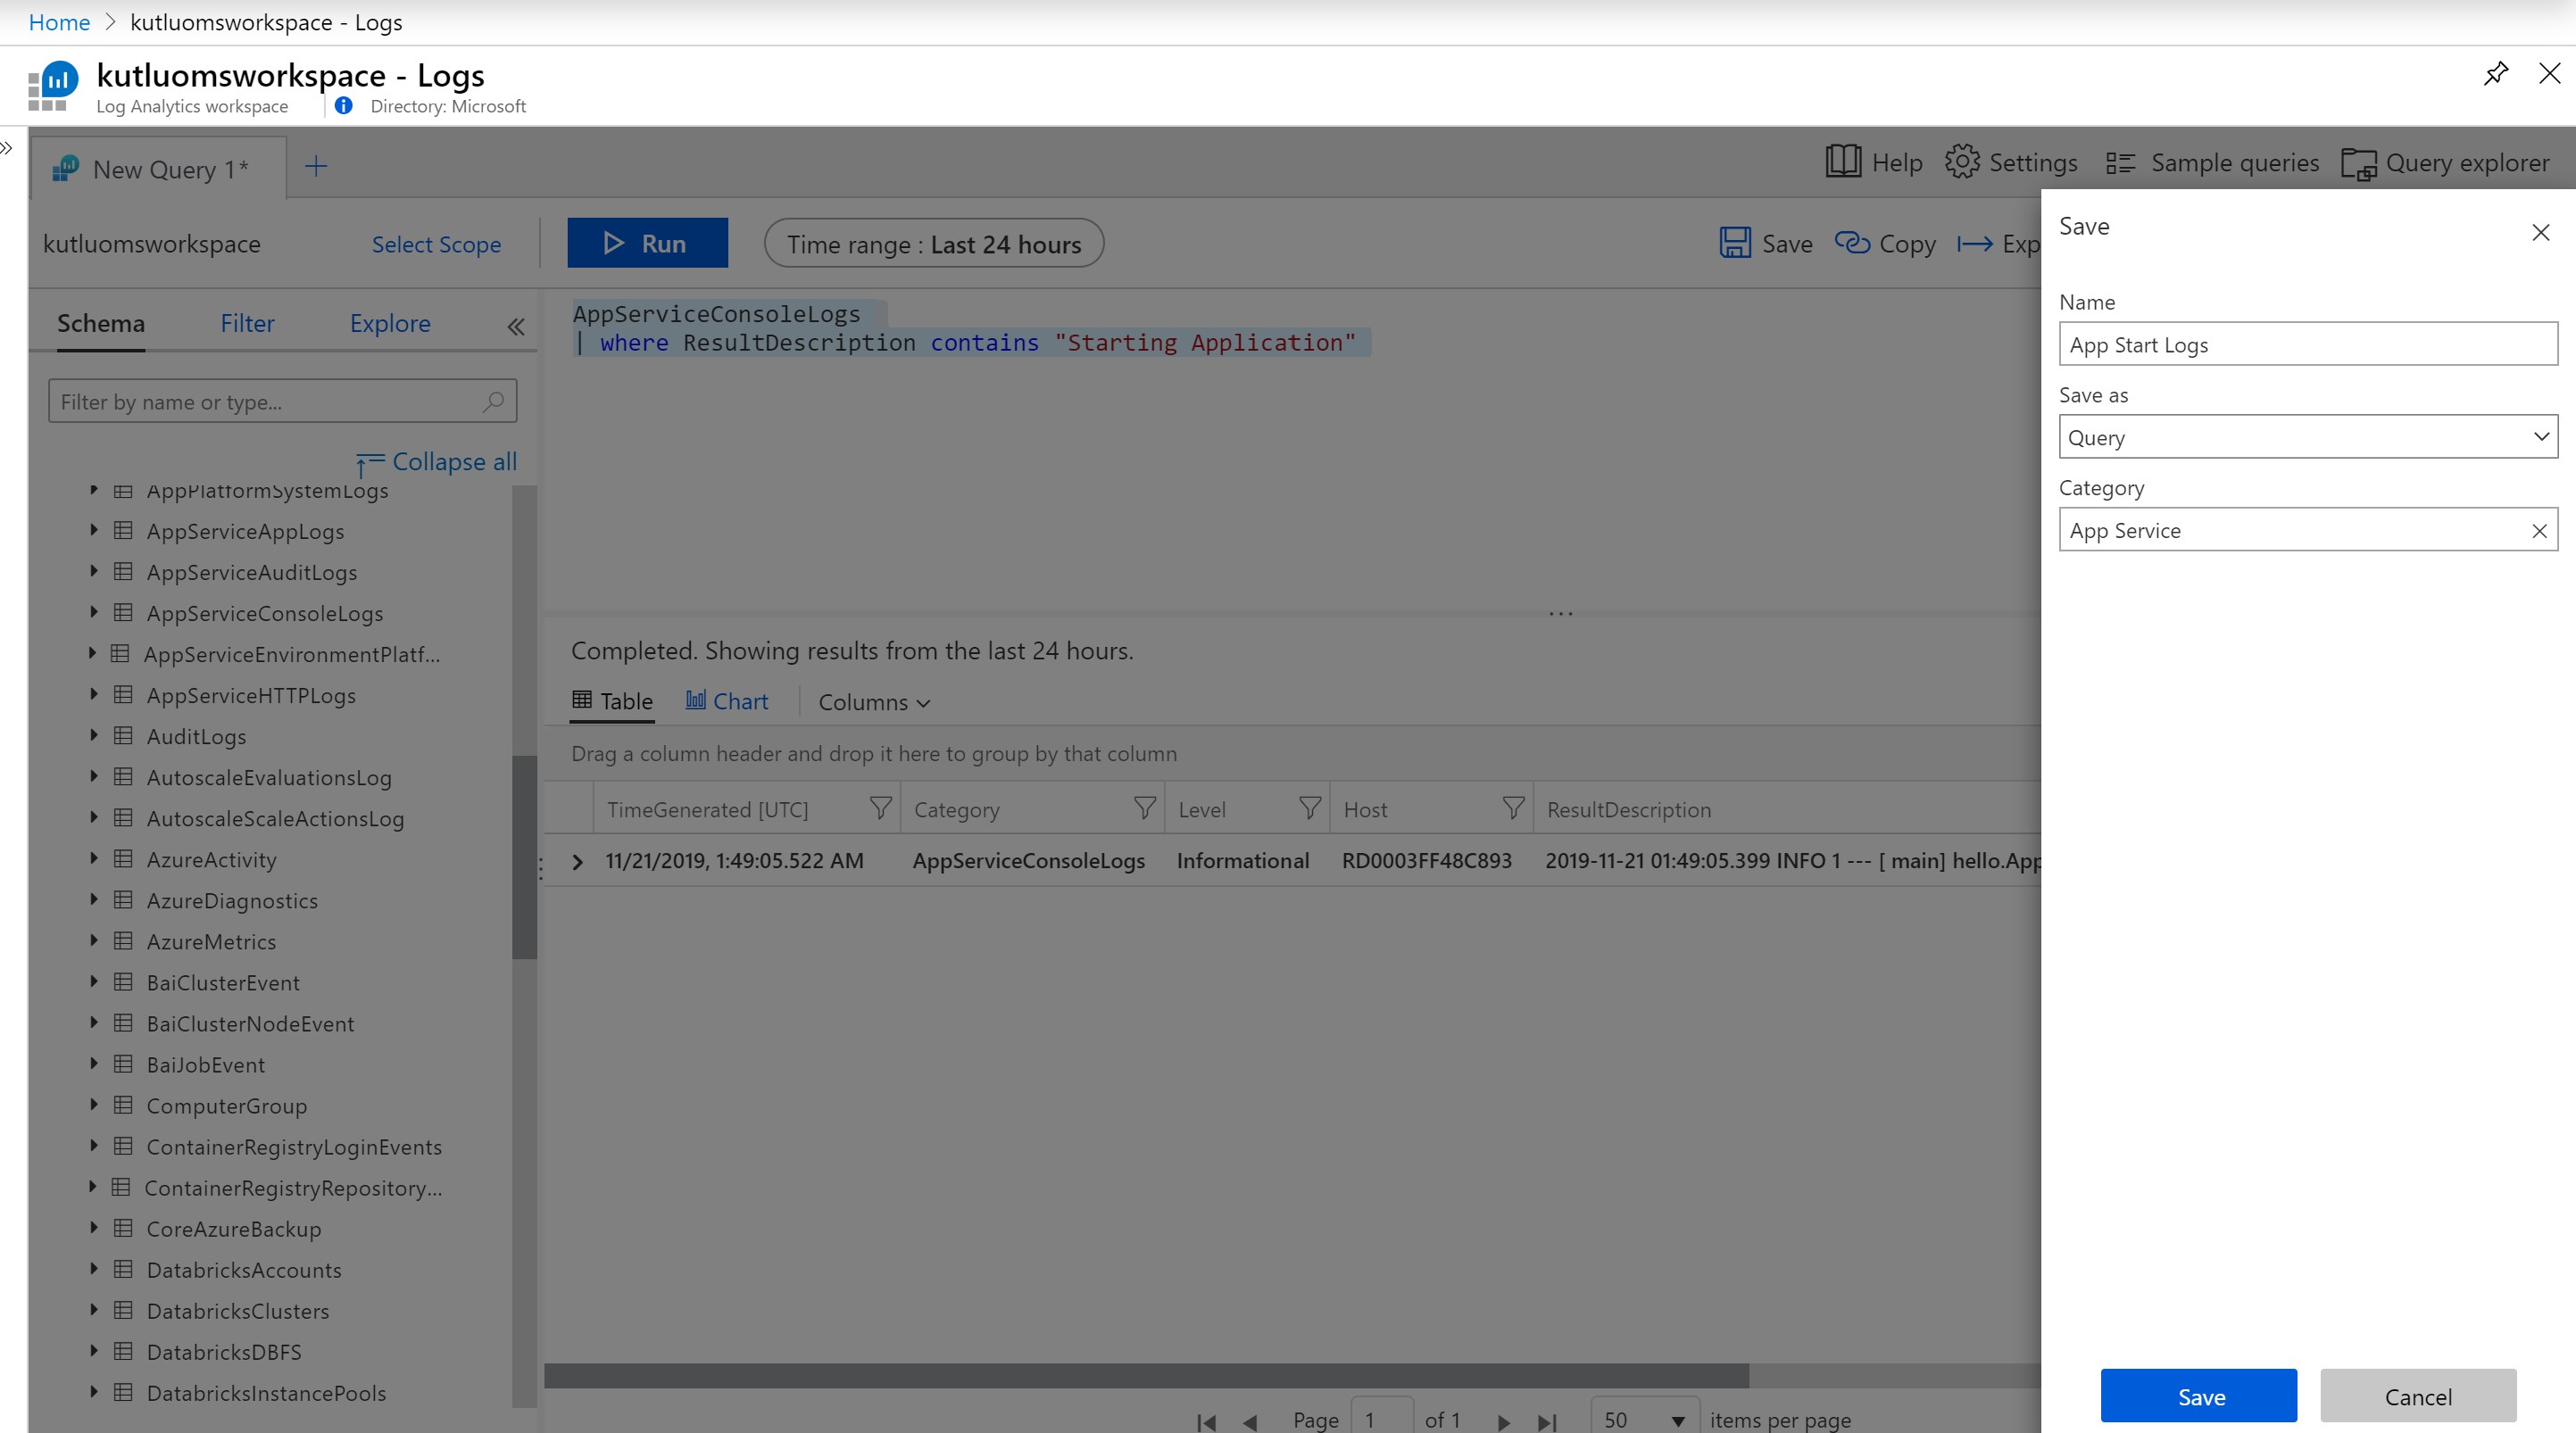 Home > kutluomsworkspace - Logs
kutluomsworkspace - Logs
Log Analytics workspace
Directory: Microsoft
New Query 1*
Help
Settings
Sample queries
Query explorer
kutluomsworkspace
Select Scope
Run
Time range : Last 24 hours
Save
Copy
Exp
Schema
Filter
Explore
Filter by name or type...
Collapse all
AppPlatformSystemLogs
AppServiceAppLogs
AppServiceAuditLogs
AppServiceConsoleLogs
AppServiceEnvironmentPlatf...
AppServiceHTTPLogs
AuditLogs
AutoscaleEvaluationsLog
AutoscaleScaleActionsLog
AzureActivity
AzureDiagnostics
AzureMetrics
BaiClusterEvent
BaiClusterNodeEvent
BaiJobEvent
ComputerGroup
ContainerRegistryLoginEvents
ContainerRegistryRepository...
CoreAzureBackup
DatabricksAccounts
DatabricksClusters
DatabricksDBFS
DatabricksInstancePools
AppServiceConsoleLogs
| where ResultDescription contains "Starting Application"
Completed. Showing results from the last 24 hours.
Table
Chart
Columns
Drag a column header and drop it here to group by that column
TimeGenerated [UTC] Category Level Host ResultDescription
11/21/2019, 1:49:05.522 AM AppServiceConsoleLogs Informational RD0003FF48C893 2019-11-21 01:49:05.399 INFO 1 --- [ main] hello.App
Page 1 of 1
50 items per page
Save
Name
App Start Logs
Save as
Query
Category
App Service
Save
Cancel